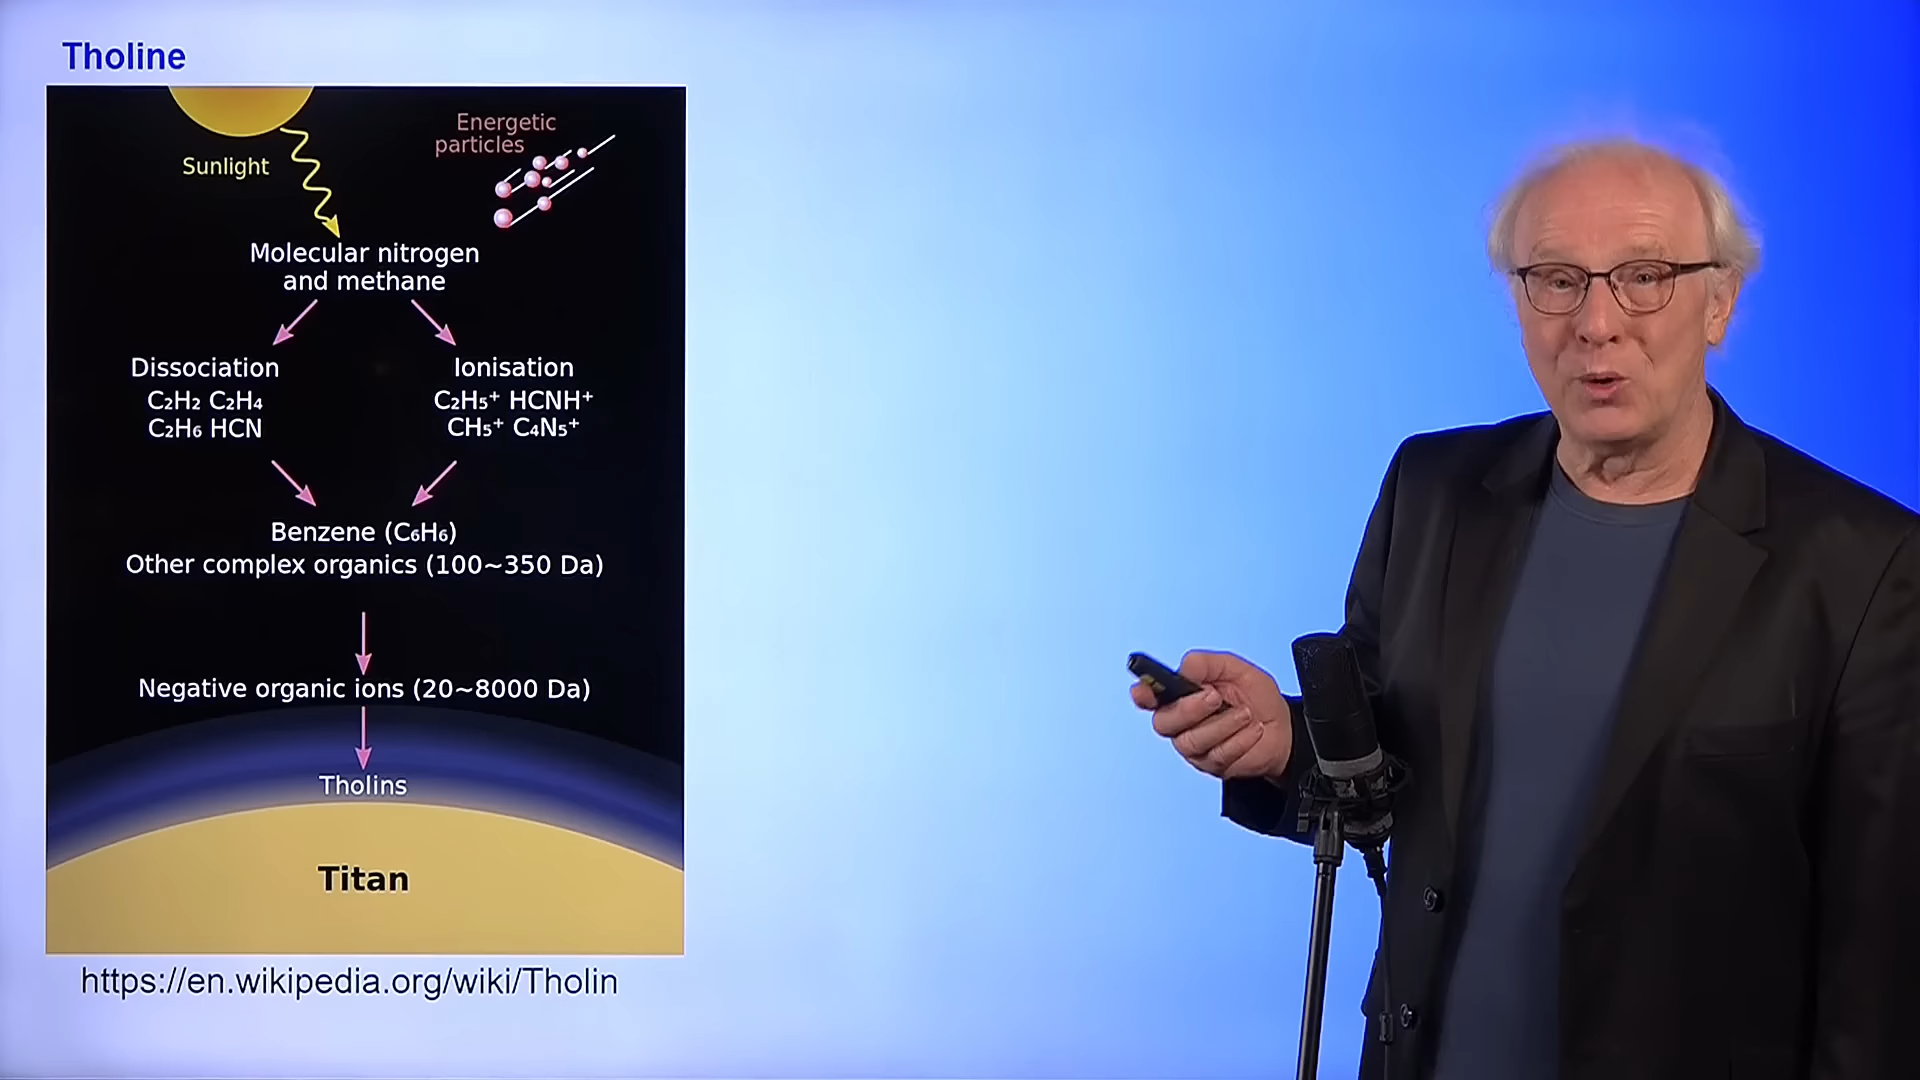 Tholine
Energetic
particles
Sunlight
Molecular nitrogen
and methane
Dissociation
C₂H₂ C₂H₄
C₂H₆ HCN
Ionisation
C₂H₅⁺ HCNH⁺
CH₅⁺ C₄N₅⁺
Benzene (C₆H₆)
Other complex organics (100~350 Da)
Negative organic ions (20~8000 Da)
Tholins
Titan
https://en.wikipedia.org/wiki/Tholin